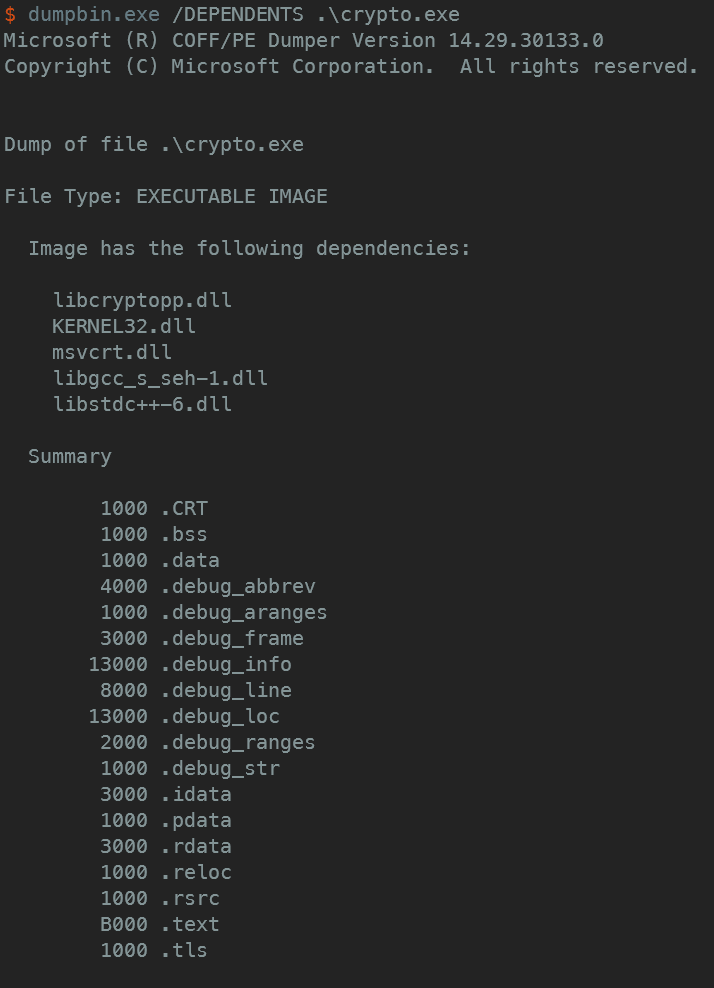 $ dumpbin.exe /DEPENDENTS .\crypto.exe
Microsoft (R) COFF/PE Dumper Version 14.29.30133.0
Copyright (C) Microsoft Corporation.  All rights reserved.
Dump of file .\crypto.exe
File Type: EXECUTABLE IMAGE
Image has the following dependencies:
libcryptopp.dll
KERNEL32.dll
msvcrt.dll
libgcc_s_seh-1.dll
libstdc++-6.dll
Summary
1000 .CRT
1000 .bss
1000 .data
4000 .debug_abbrev
1000 .debug_aranges
3000 .debug_frame
13000 .debug_info
8000 .debug_line
13000 .debug_loc
2000 .debug_ranges
1000 .debug_str
3000 .idata
1000 .pdata
3000 .rdata
1000 .reloc
1000 .rsrc
B000 .text
1000 .tls